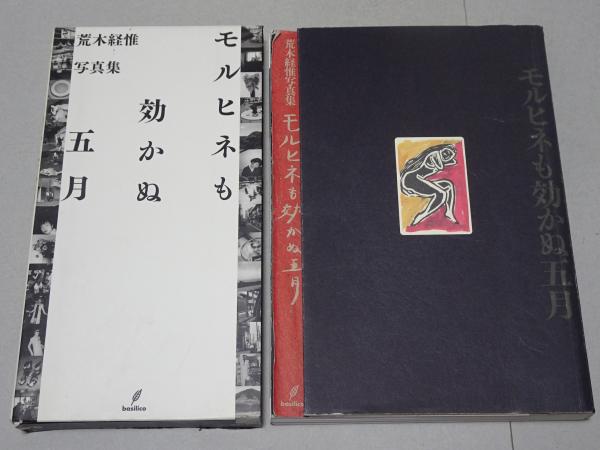 荒木経惟
写真集
モルヒネも
効かぬ
五月
basilico
荒木経惟写真集
モルヒネも効かぬ五月
basilico
モルヒネも効かぬ五月